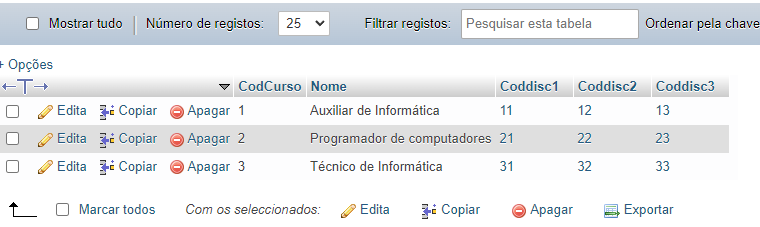 Mostrar tudo Número de registos: 25 Filtrar registos: Pesquisar esta tabela Ordenar pela chave
+ Opções
←T→ CodCurso Nome Coddisc1 Coddisc2 Coddisc3
Edita Copiar Apagar 1 Auxiliar de Informática 11 12 13
Edita Copiar Apagar 2 Programador de computadores 21 22 23
Edita Copiar Apagar 3 Técnico de Informática 31 32 33
Marcar todos Com os seleccionados: Edita Copiar Apagar Exportar